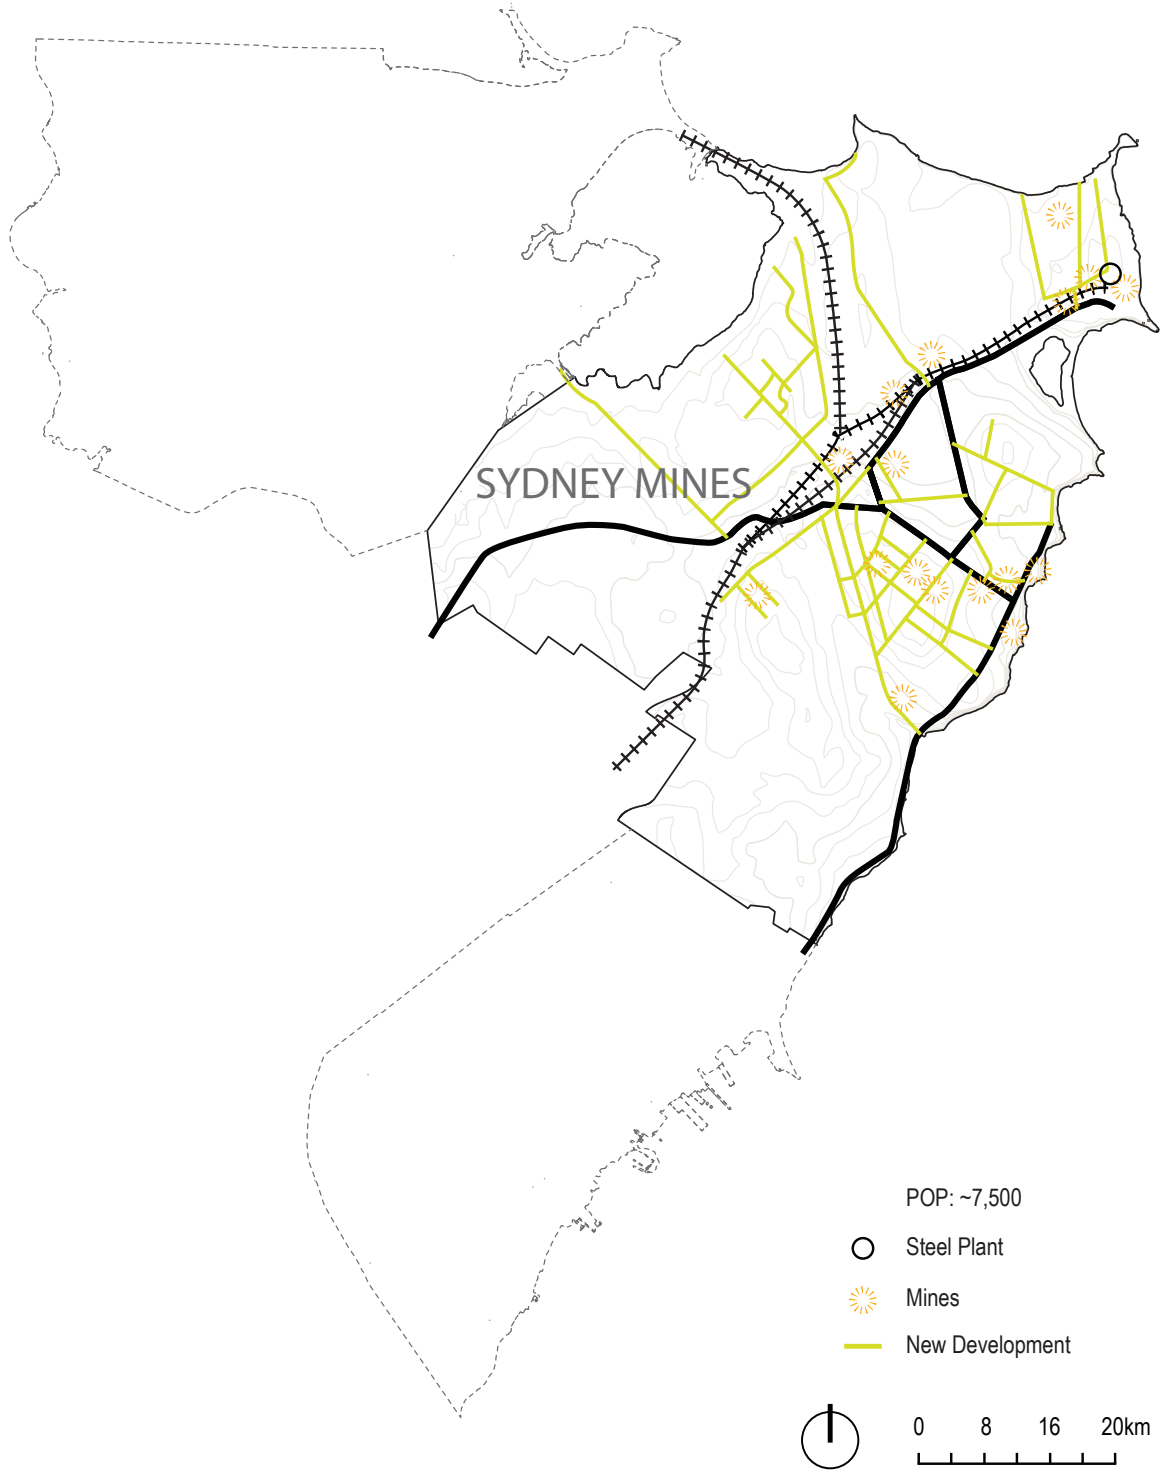 SYDNEY MINES
POP: ~7,500
Steel Plant
Mines
New Development
0 8 16 20km